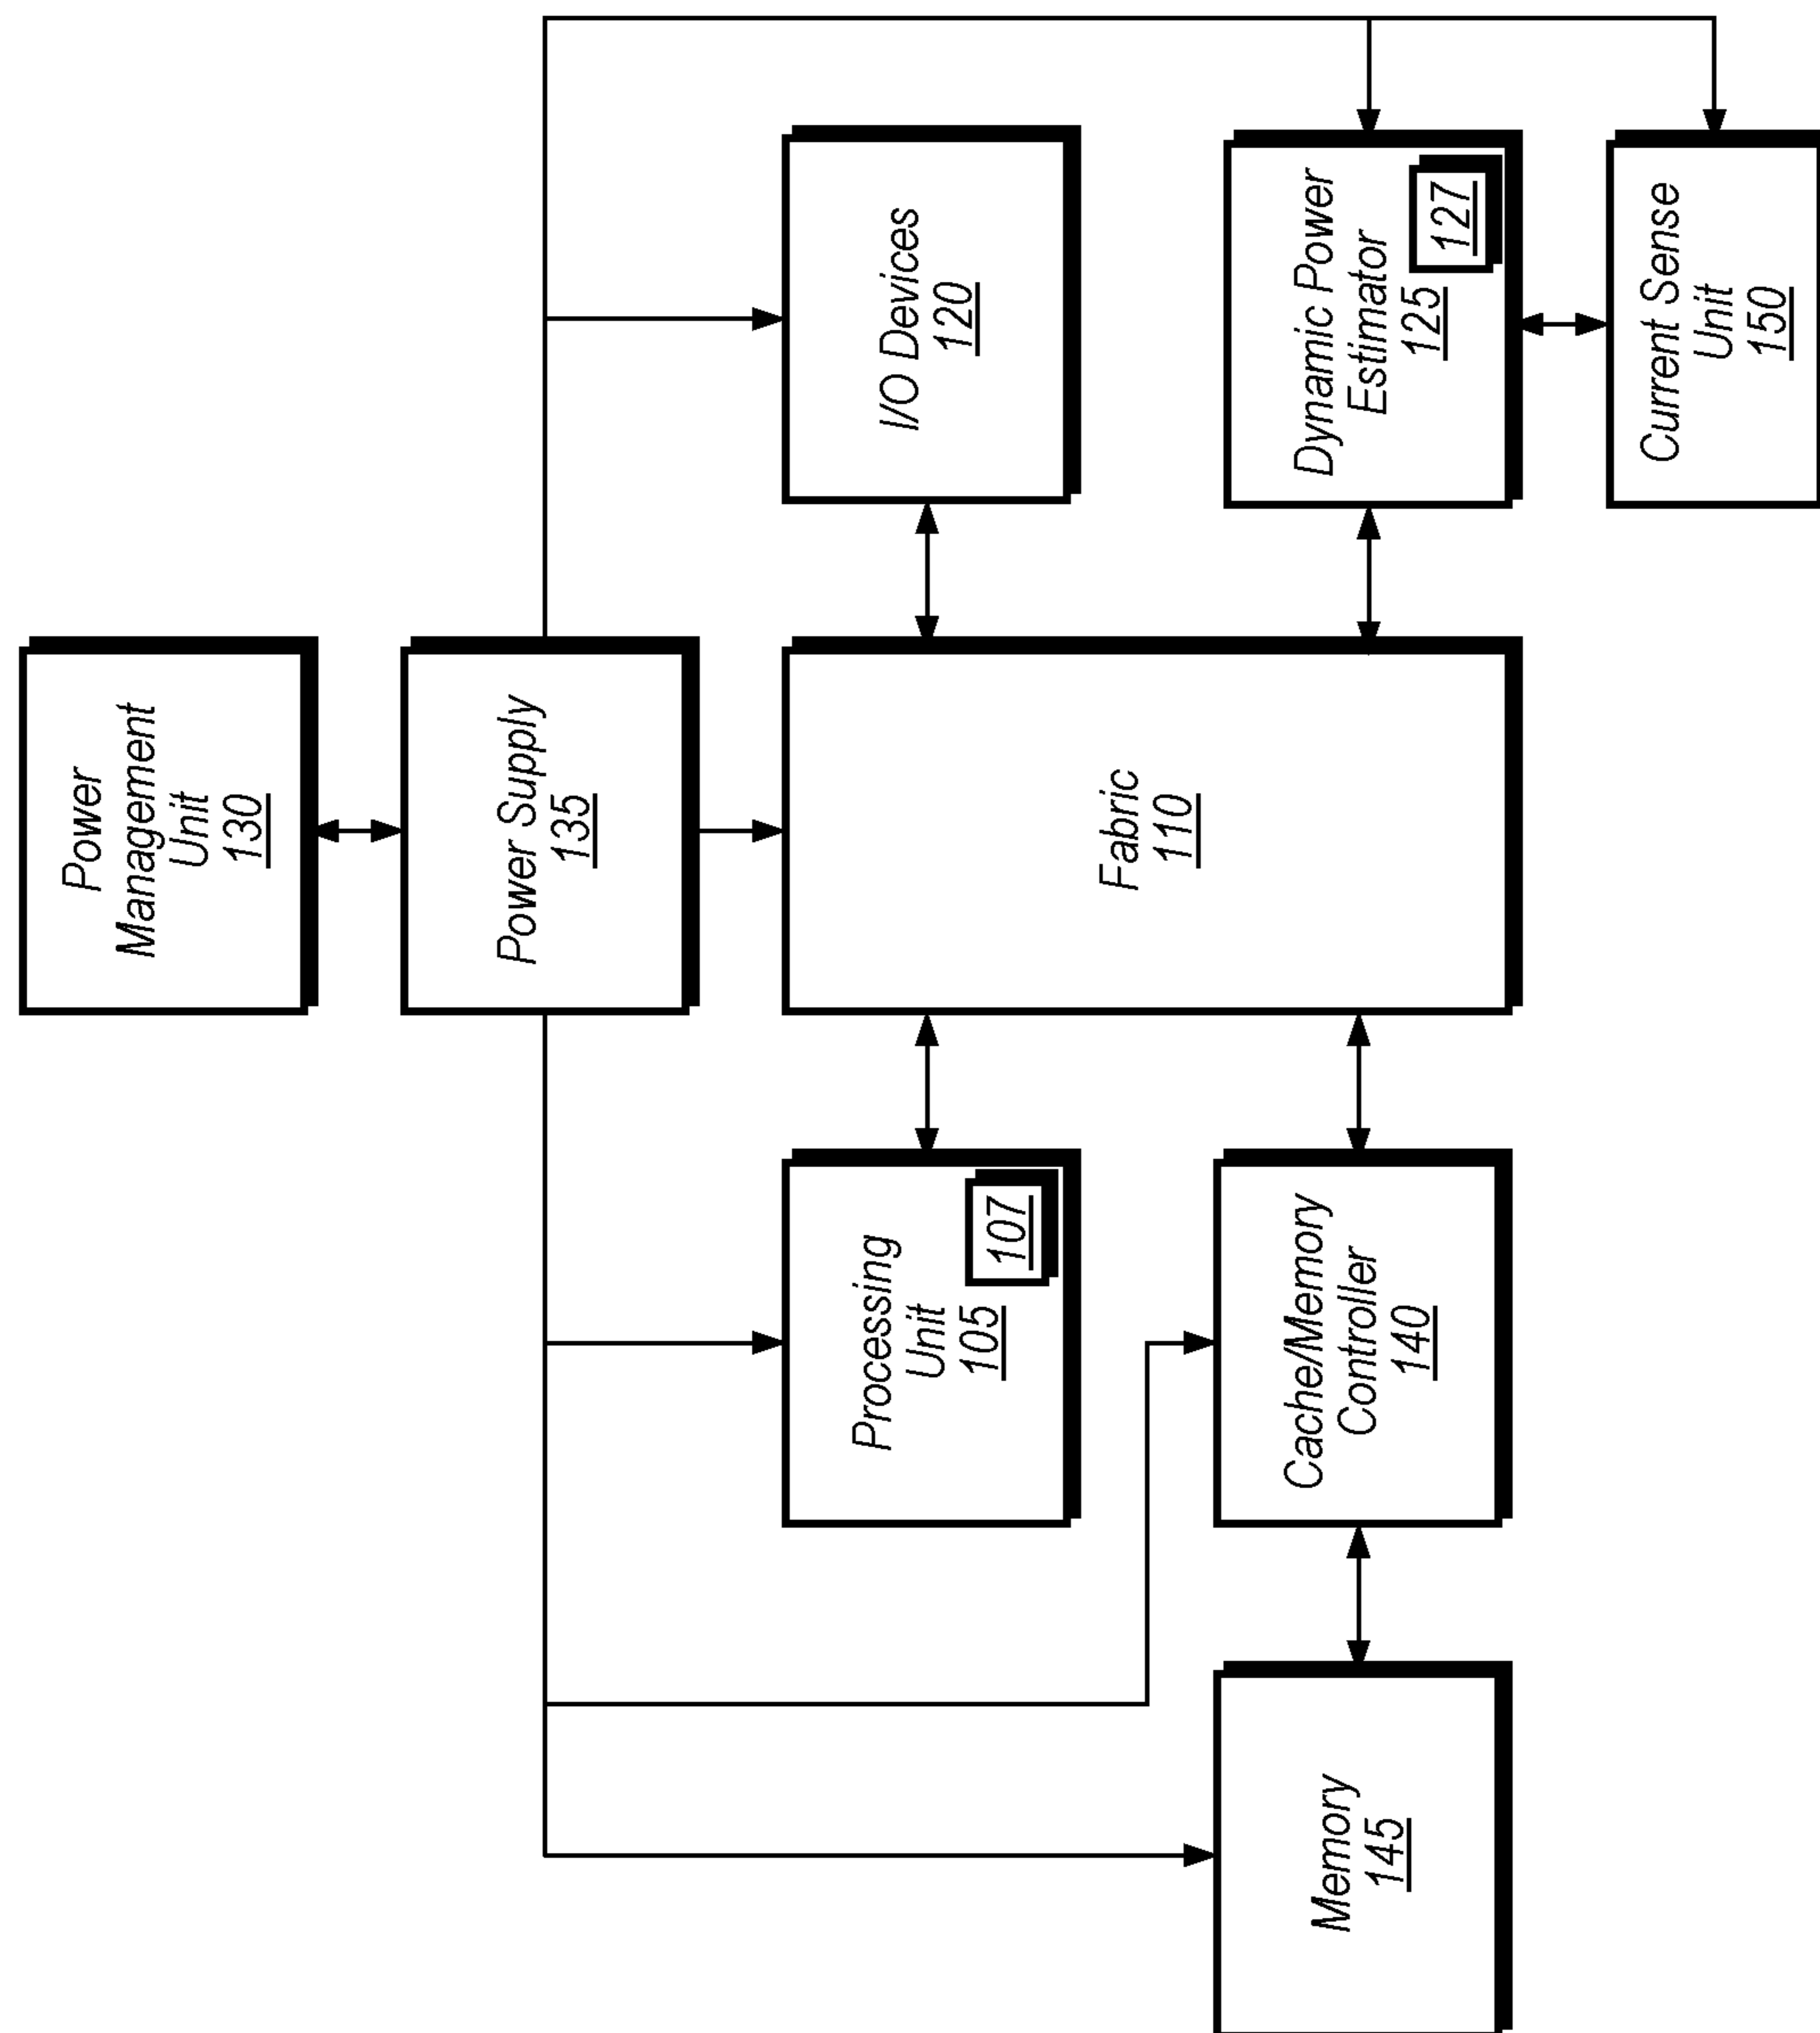 Power
Management
Unit
130
Power Supply
135
I/O Devices
120
Fabric
110
Processing
Unit
105
107
Dynamic Power
Estimator
125
127
Cache/Memory
Controller
140
Memory
145
Current Sense
Unit
150